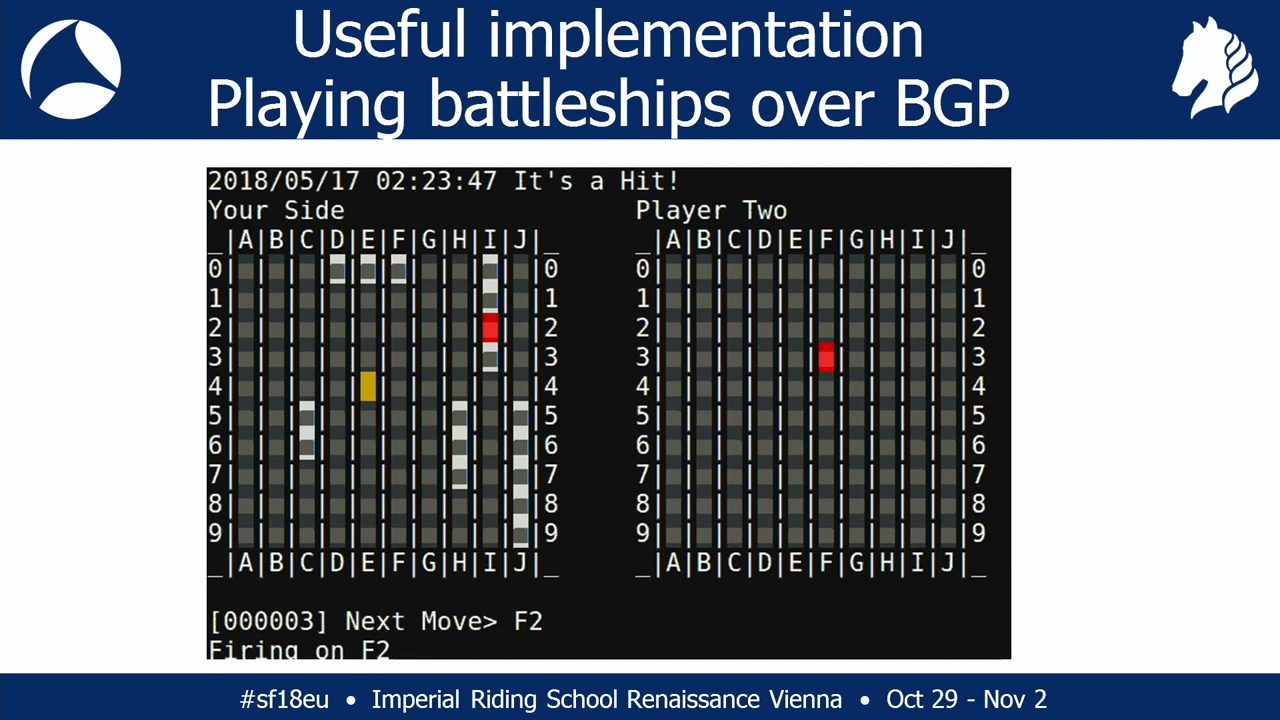 Useful implementation
Playing battleships over BGP
2018/05/17 02:23:47 It's a Hit!
Your Side Player Two
_|A|B|C|D|E|F|G|H|I|J|_ _|A|B|C|D|E|F|G|H|I|J|_
0| | | | | | | | | | |0 0| | | | | | | | | | |0
1| | | | | | | | | | |1 1| | | | | | | | | | |1
2| | | | | | | | | | |2 2| | | | | | | | | | |2
3| | | | | | | | | | |3 3| | | | | | | | | | |3
4| | | | | | | | | | |4 4| | | | | | | | | | |4
5| | | | | | | | | | |5 5| | | | | | | | | | |5
6| | | | | | | | | | |6 6| | | | | | | | | | |6
7| | | | | | | | | | |7 7| | | | | | | | | | |7
8| | | | | | | | | | |8 8| | | | | | | | | | |8
9| | | | | | | | | | |9 9| | | | | | | | | | |9
_|A|B|C|D|E|F|G|H|I|J|_ _|A|B|C|D|E|F|G|H|I|J|_
[000003] Next Move> F2
Firing on F2
#sf18eu • Imperial Riding School Renaissance Vienna • Oct 29 - Nov 2